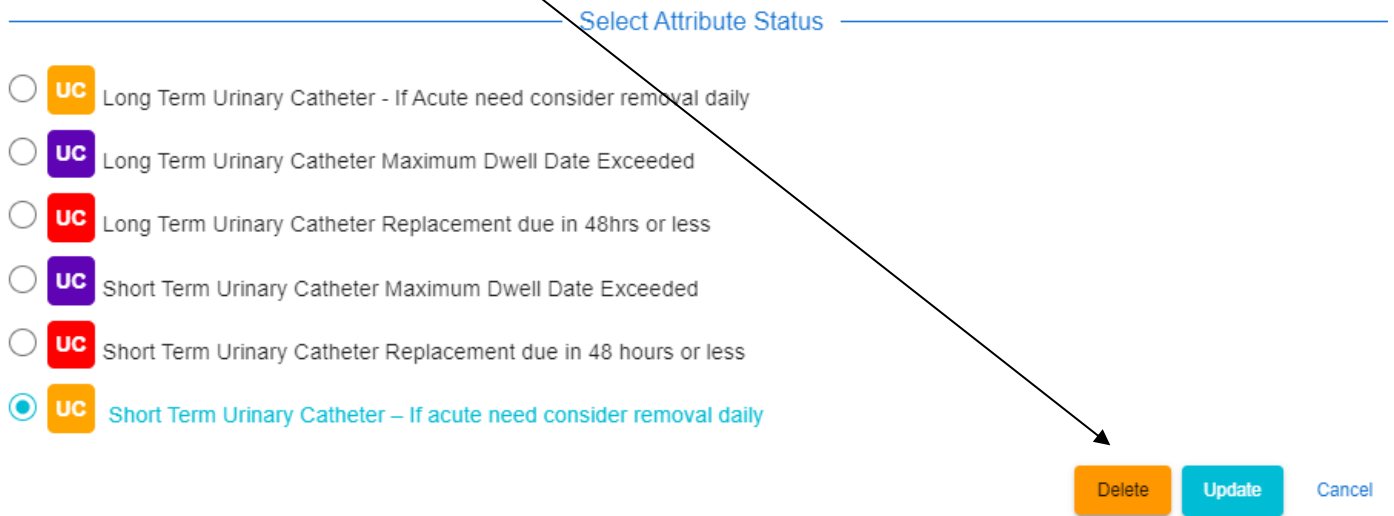 Select Attribute Status
UC Long Term Urinary Catheter - If Acute need consider removal daily
UC Long Term Urinary Catheter Maximum Dwell Date Exceeded
UC Long Term Urinary Catheter Replacement due in 48hrs or less
UC Short Term Urinary Catheter Maximum Dwell Date Exceeded
UC Short Term Urinary Catheter Replacement due in 48 hours or less
UC Short Term Urinary Catheter – If acute need consider removal daily
Delete Update Cancel